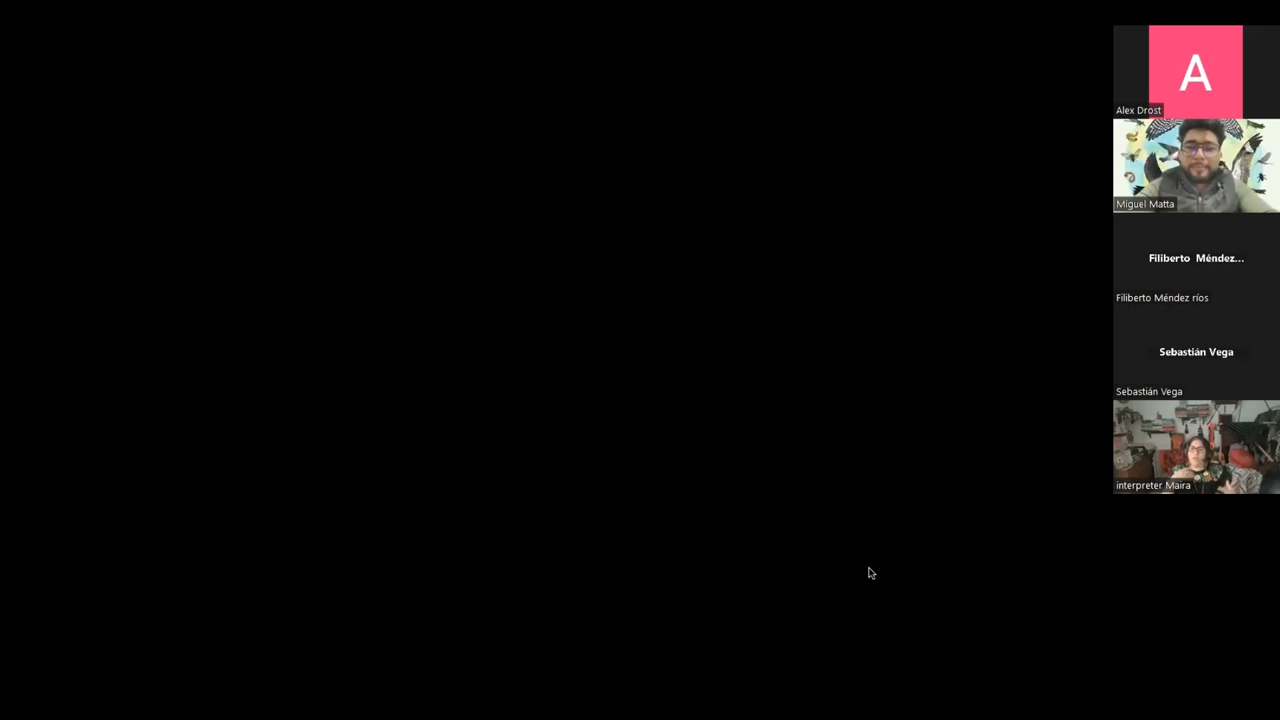 A
Alex Drost
Miguel Matta
Filiberto Méndez...
Filiberto Méndez ríos
Sebastián Vega
Sebastián Vega
interpreter Maira